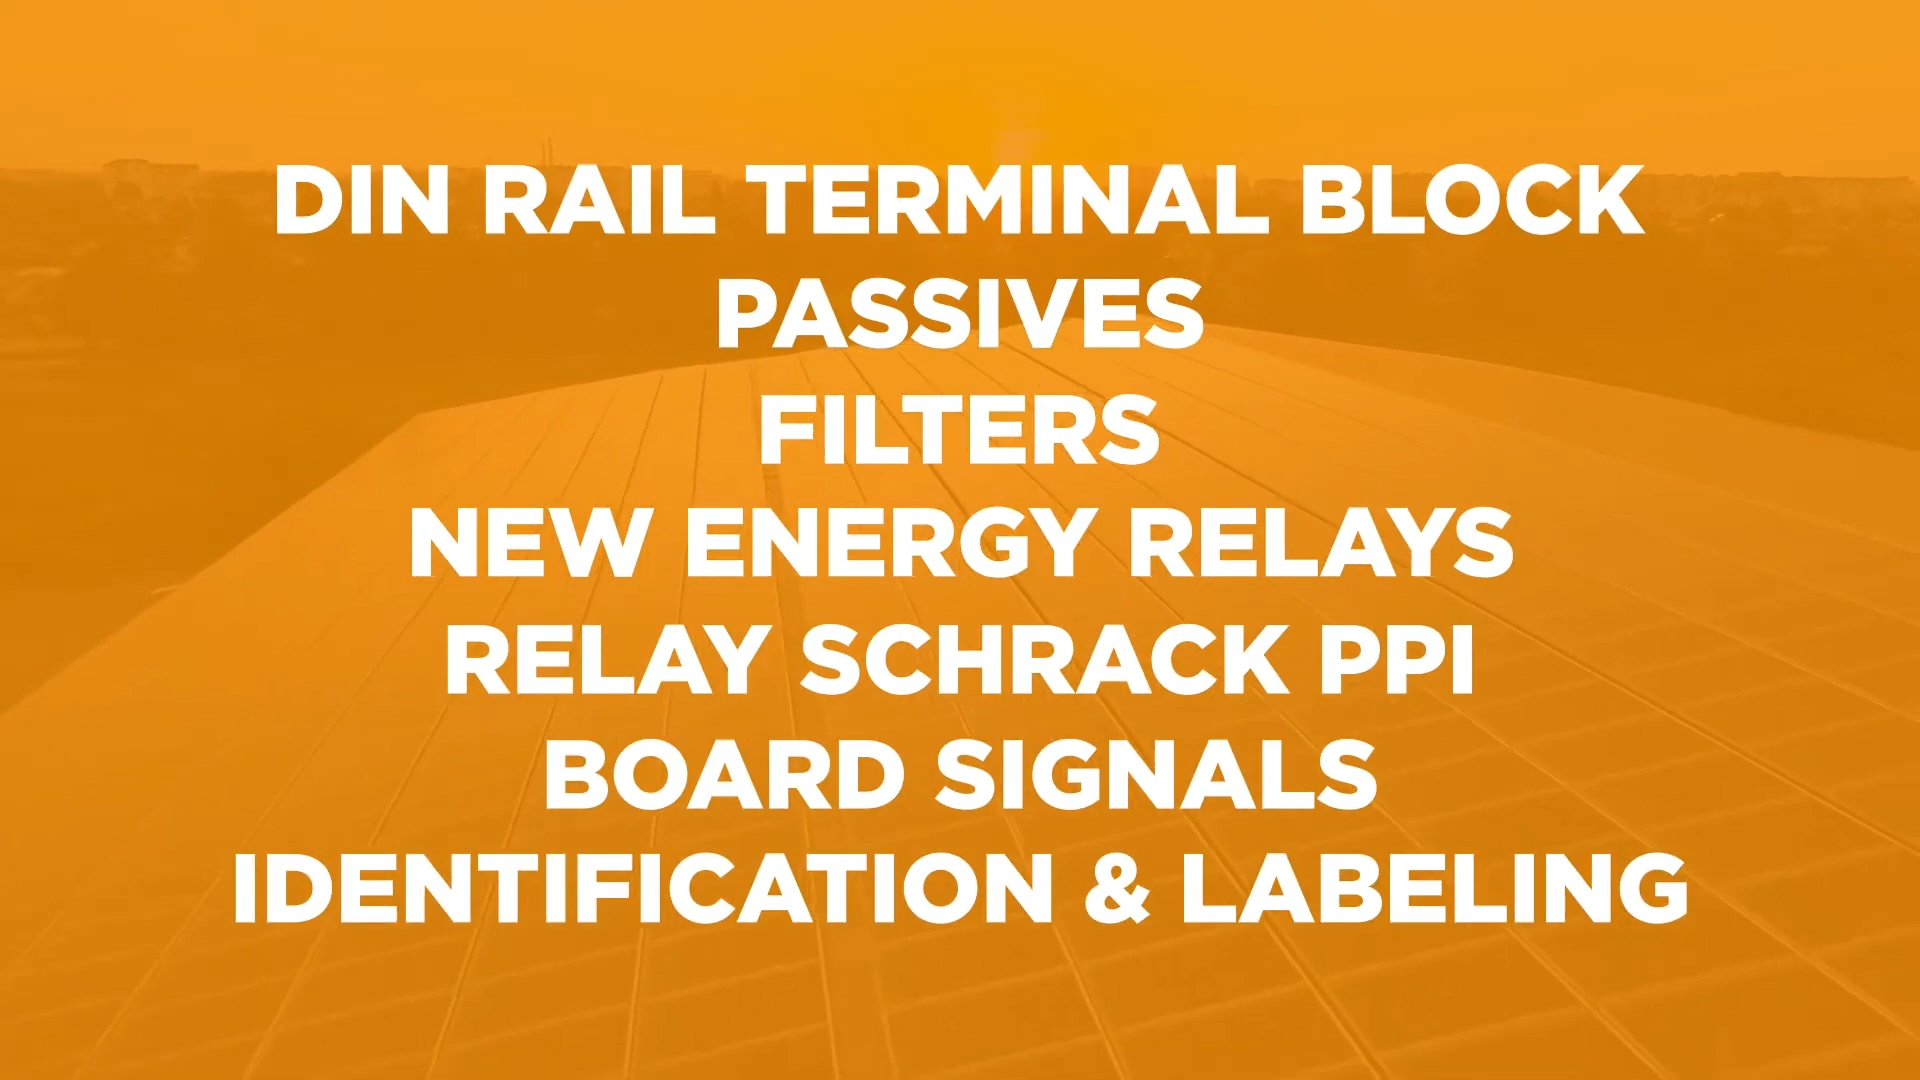 DIN RAIL TERMINAL BLOCK
PASSIVES
FILTERS
NEW ENERGY RELAYS
RELAY SCHRACK PPI
BOARD SIGNALS
IDENTIFICATION & LABELING